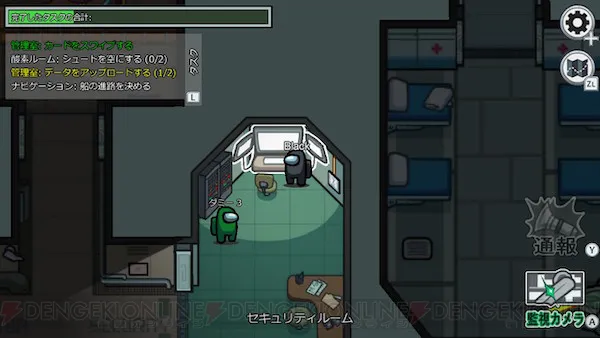 完了したタスクの合計:
管理室: カードをスワイプする
酸素ルーム: シュートを空にする (0/2)
管理室: データをアップロードする (1/2)
ナビゲーション: 船の進路を決める
タスク
L
ZL
Black
ダミー 3
通報
Y
セキュリティルーム
監視カメラ
A
DENGEKIONLINE DENGEKIONLINE DENGEKIONLINE